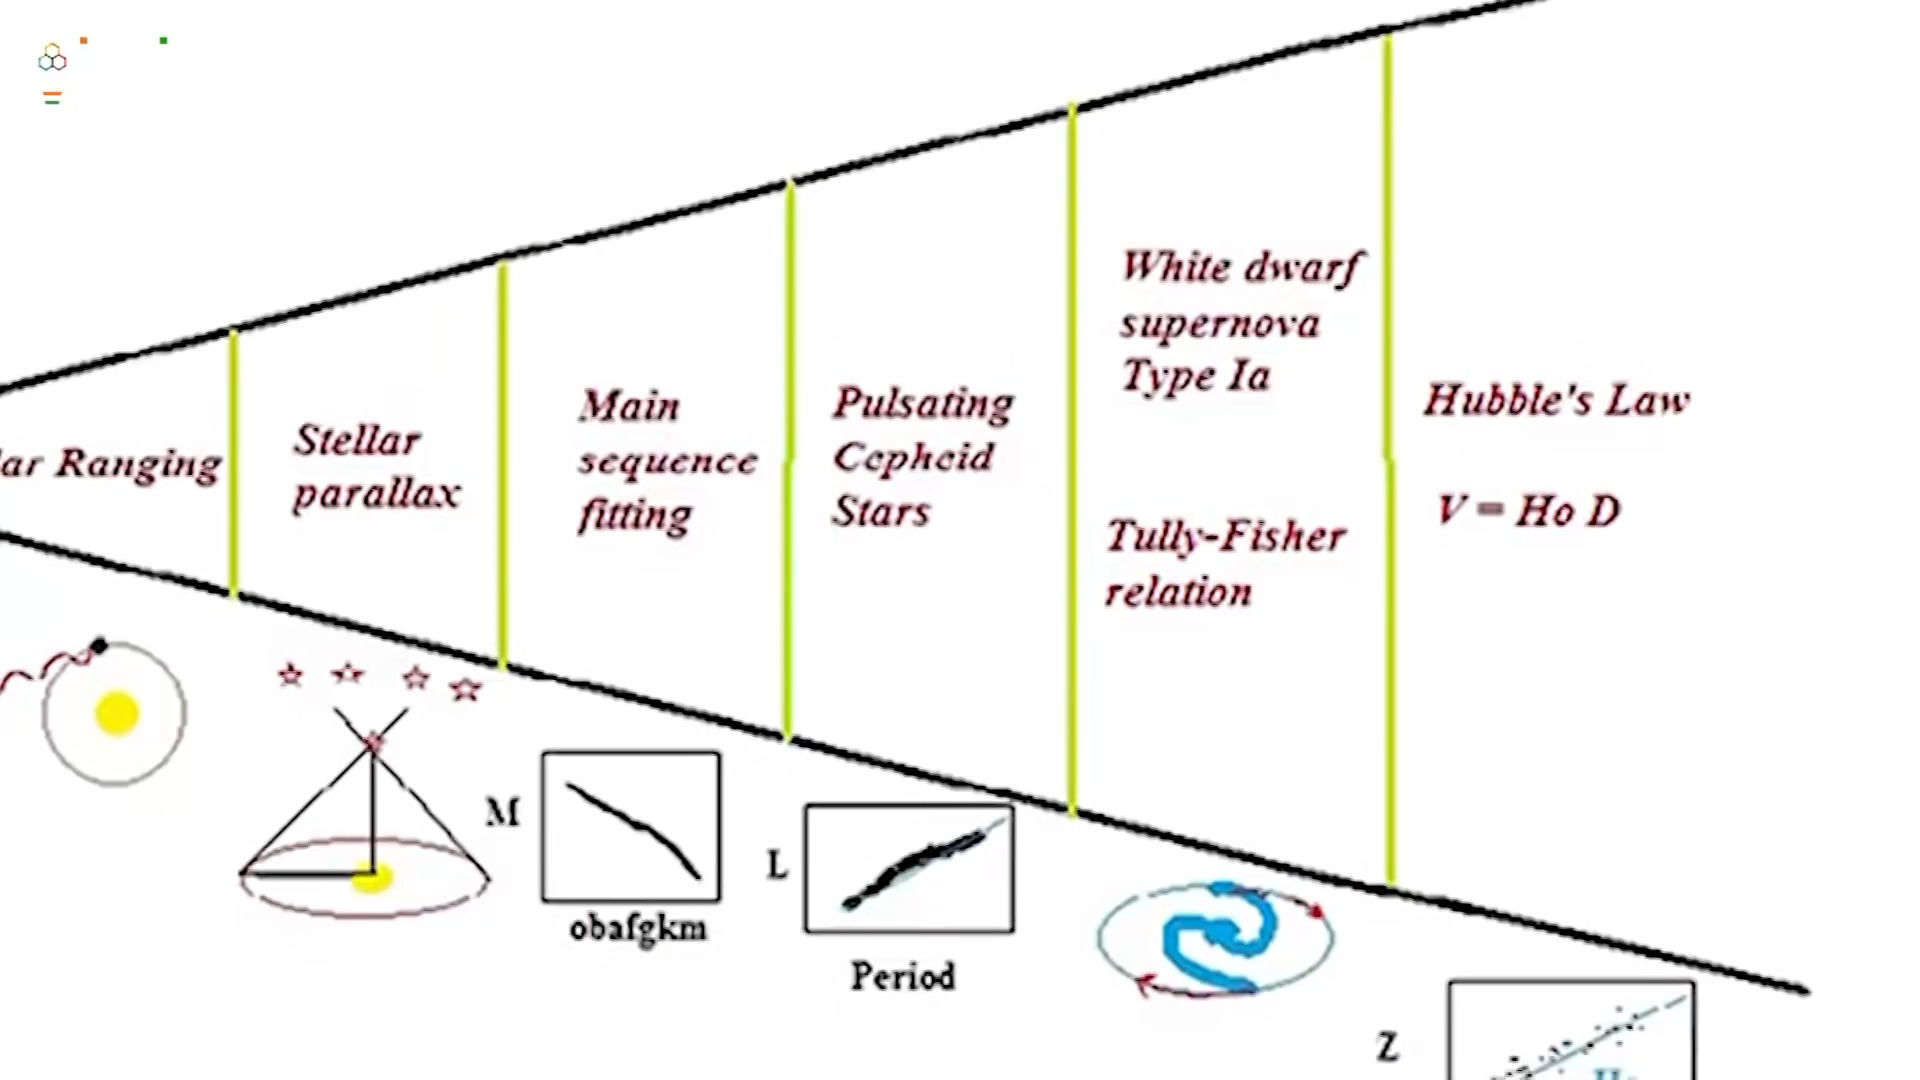 White dwarf
supernova
Type Ia
Hubble's Law
Main
sequence
fitting
Pulsating
Cepheid
Stars
Stellar
parallax
lar Ranging
V = Ho D
Tully-Fisher
relation
M
obafgkm
L
Period
Z